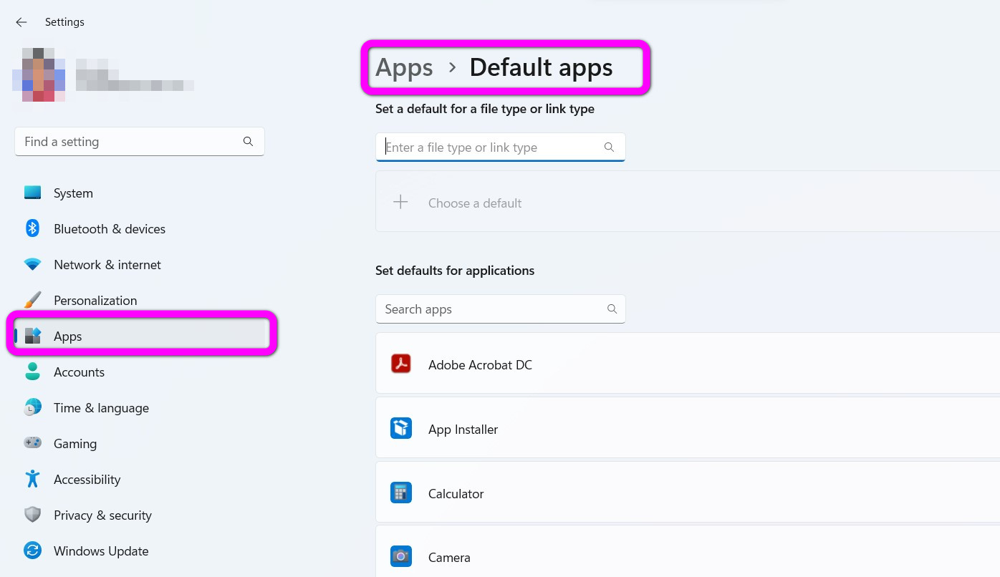 Settings
Find a setting
System
Bluetooth & devices
Network & internet
Personalization
Apps
Accounts
Time & language
Gaming
Accessibility
Privacy & security
Windows Update
Apps > Default apps
Set a default for a file type or link type
Enter a file type or link type
Choose a default
Set defaults for applications
Search apps
Adobe Acrobat DC
App Installer
Calculator
Camera